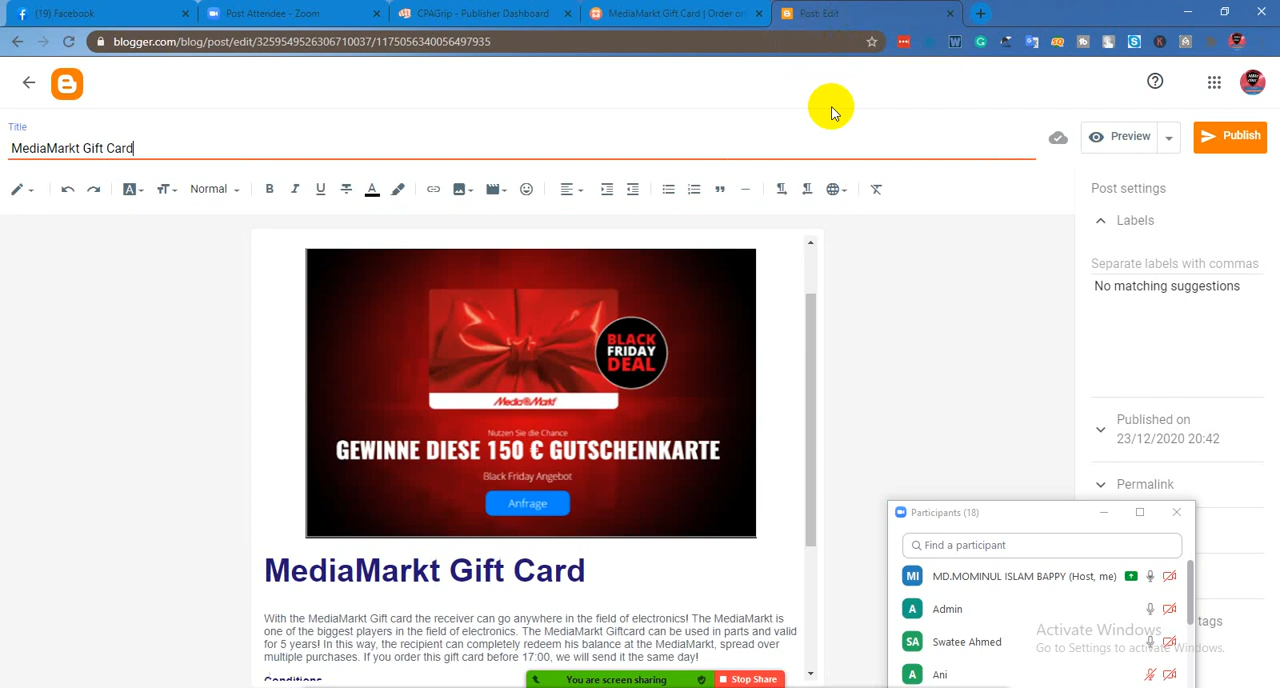 (19) Facebook
Post Attendee - Zoom
CPAGrip - Publisher Dashboard
MediaMarkt Gift Card | Order on
Post: Edit
blogger.com/blog/post/edit/3259549526306710037/1175056340056497935
Title
MediaMarkt Gift Card
Preview
Publish
Normal
Post settings
Labels
Separate labels with commas
No matching suggestions
BLACK
FRIDAY
DEAL
Media Markt
Nutzen Sie die Chance
GEWINNE DIESE 150 € GUTSCHEINKARTE
Black Friday Angebot
Anfrage
Published on
23/12/2020 20:42
Permalink
MediaMarkt Gift Card
With the MediaMarkt Gift card the receiver can go anywhere in the field of electronics! The MediaMarkt is
one of the biggest players in the field of electronics. The MediaMarkt Giftcard can be used in parts and valid
for 5 years! In this way, the recipient can completely redeem his balance at the MediaMarkt, spread over
multiple purchases. If you order this gift card before 17:00, we will send it the same day!
Conditions
Participants (18)
Find a participant
MI MD.MOMINUL ISLAM BAPPY (Host, me)
A Admin
SA Swatee Ahmed
A Ani
tags
Activate Windows
Go to Settings to activate Windows.
You are screen sharing
Stop Share